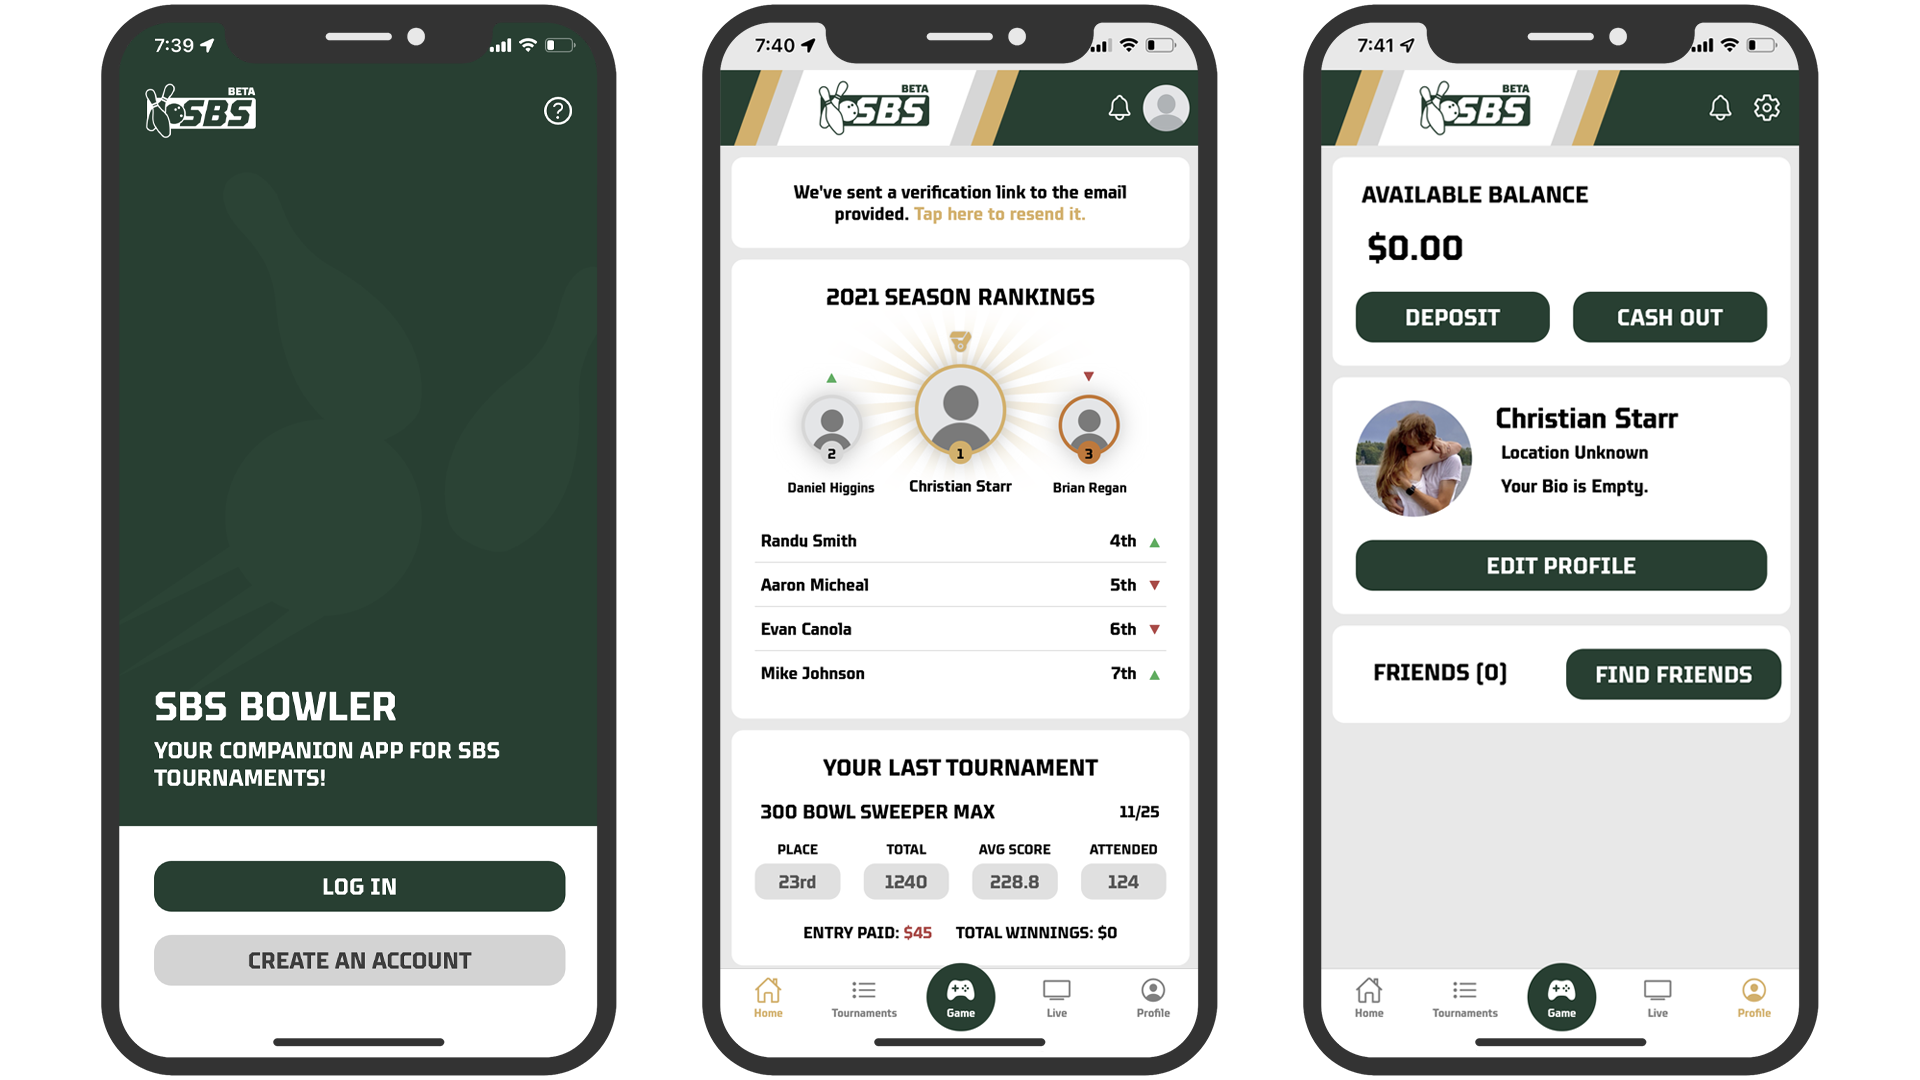 7:39
BETA
SBS
?
SBS BOWLER
YOUR COMPANION APP FOR SBS
TOURNAMENTS!
LOG IN
CREATE AN ACCOUNT
7:40
BETA
SBS
We've sent a verification link to the email
provided. Tap here to resend it.
2021 SEASON RANKINGS
2
1
3
Daniel Higgins
Christian Starr
Brian Regan
Randy Smith 4th
Aaron Micheal 5th
Evan Canola 6th
Mike Johnson 7th
YOUR LAST TOURNAMENT
300 BOWL SWEEPER MAX 11/25
PLACE TOTAL AVG SCORE ATTENDED
23rd 1240 228.8 124
ENTRY PAID: $45 TOTAL WINNINGS: $0
Home Tournaments Game Live Profile
7:41
BETA
SBS
AVAILABLE BALANCE
$0.00
DEPOSIT CASH OUT
Christian Starr
Location Unknown
Your Bio is Empty.
EDIT PROFILE
FRIENDS (0) FIND FRIENDS
Home Tournaments Game Live Profile